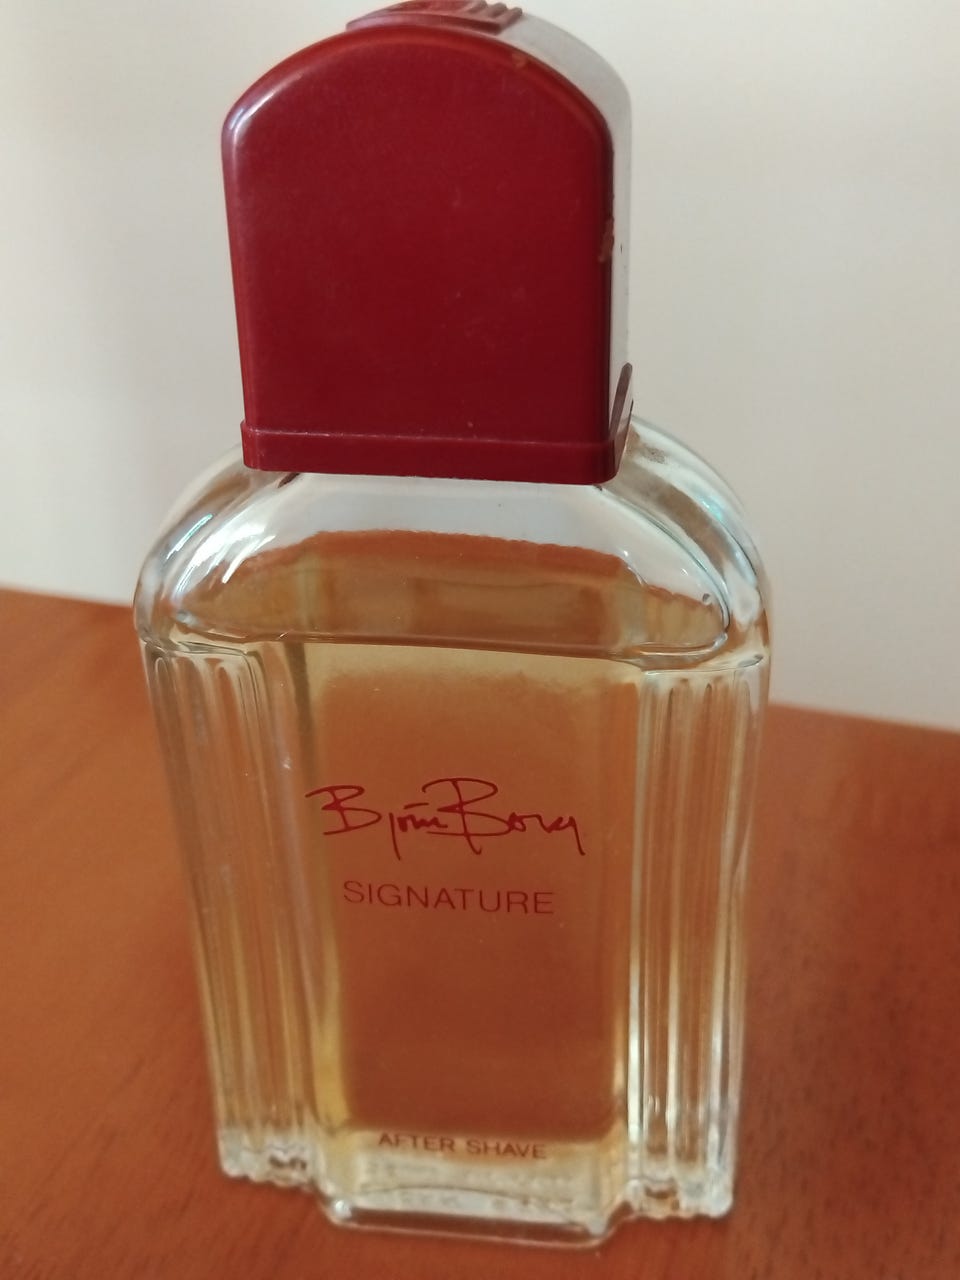 Björn Borg
SIGNATURE
AFTER SHAVE